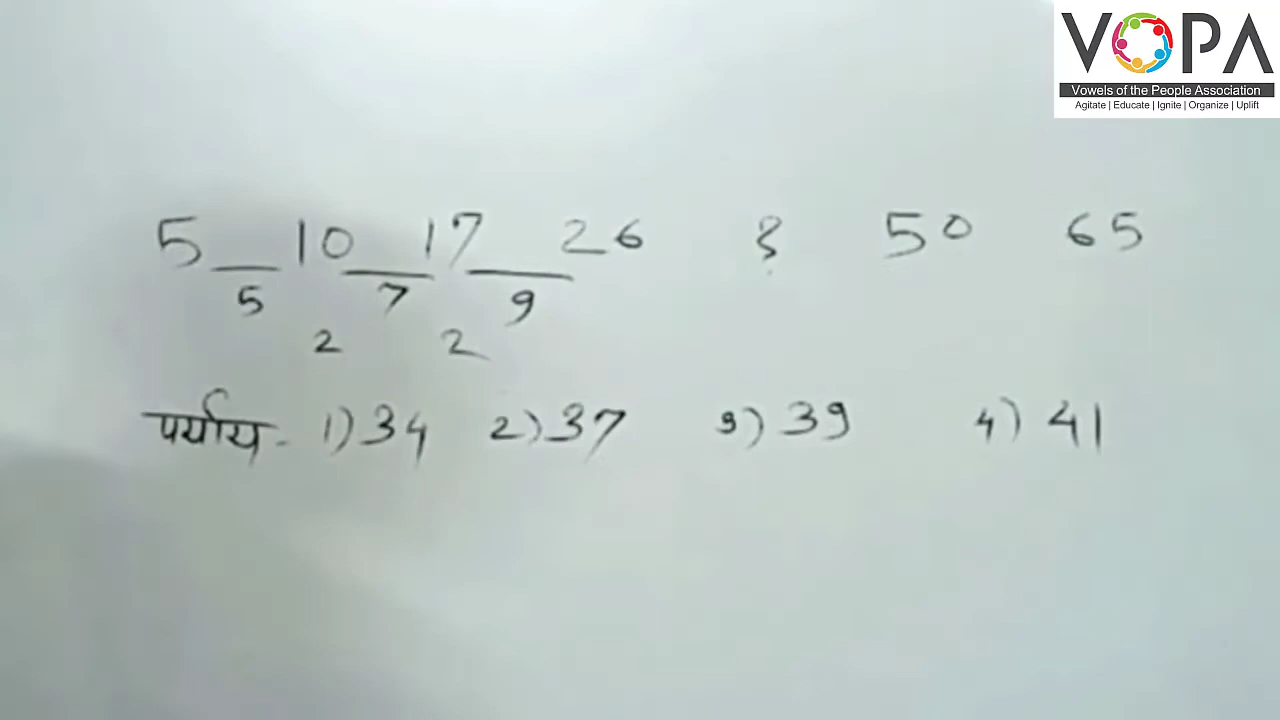 VOPA
Vowels of the People Association
Agitate | Educate | Ignite | Organize | Uplift
5 10 17 26 ? 50 65
5 7 9
2 2
पर्याय - 1) 34 2) 37 3) 39 4) 41